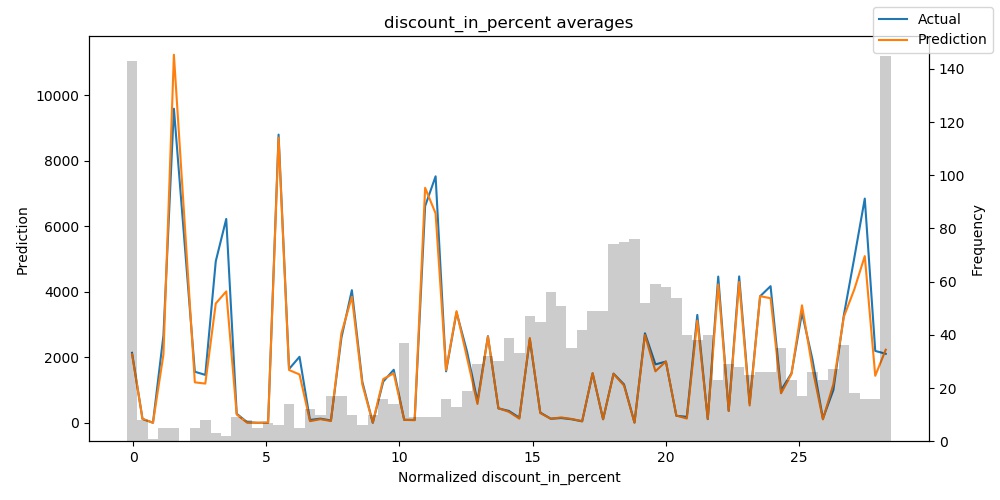 discount_in_percent averages
Actual
Prediction
Prediction
10000
8000
6000
4000
2000
0
140
120
100
80
60
40
20
0
Frequency
0 5 10 15 20 25
Normalized discount_in_percent